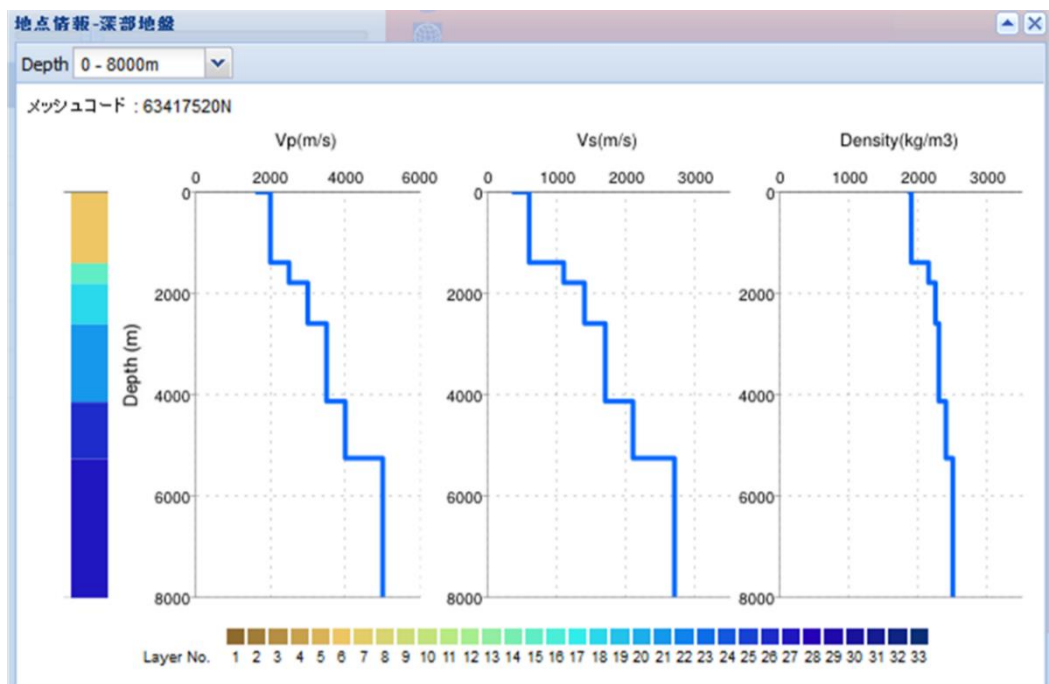 地点情報-深部地盤
Depth 0 - 8000m
メッシュコード : 63417520N
Vp(m/s) Vs(m/s) Density(kg/m3)
0 2000 4000 6000 0 1000 2000 3000 0 1000 2000 3000
0 0 0
2000 2000 2000
Depth (m)
4000 4000 4000
6000 6000 6000
8000 8000 8000
Layer No. 1 2 3 4 5 6 7 8 9 10 11 12 13 14 15 16 17 18 19 20 21 22 23 24 25 26 27 28 29 30 31 32 33